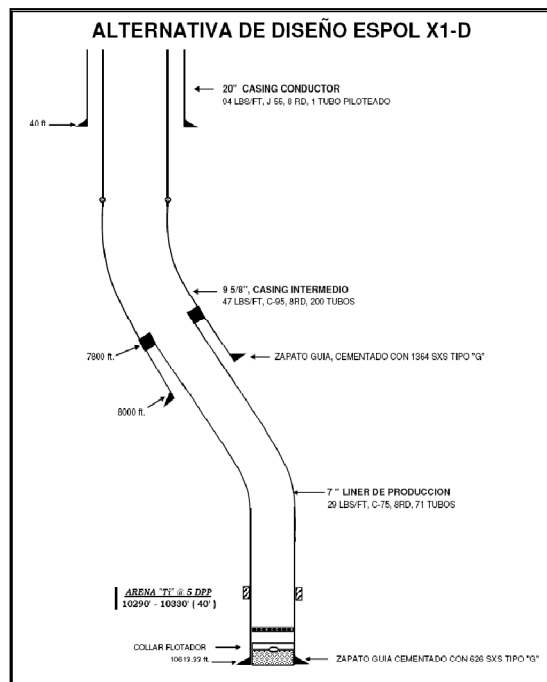 ALTERNATIVA DE DISEÑO ESPOL X1-D
20" CASING CONDUCTOR
94 LBS/FT, J 55, 8 RD, 1 TUBO PILOTEADO
40 ft.
9 5/8", CASING INTERMEDIO
47 LBS/FT, C-95, 8RD, 200 TUBOS
ZAPATO GUIA, CEMENTADO CON 1364 SXS TIPO "G"
7800 ft.
8000 ft.
7 " LINER DE PRODUCCION
29 LBS/FT, C-75, 8RD, 71 TUBOS
ARENA "Ti" @ 5 DPP
10290' - 10330' ( 40' )
COLLAR FLOTADOR
10613.33 ft.
ZAPATO GUIA CEMENTADO CON 626 SXS TIPO "G"